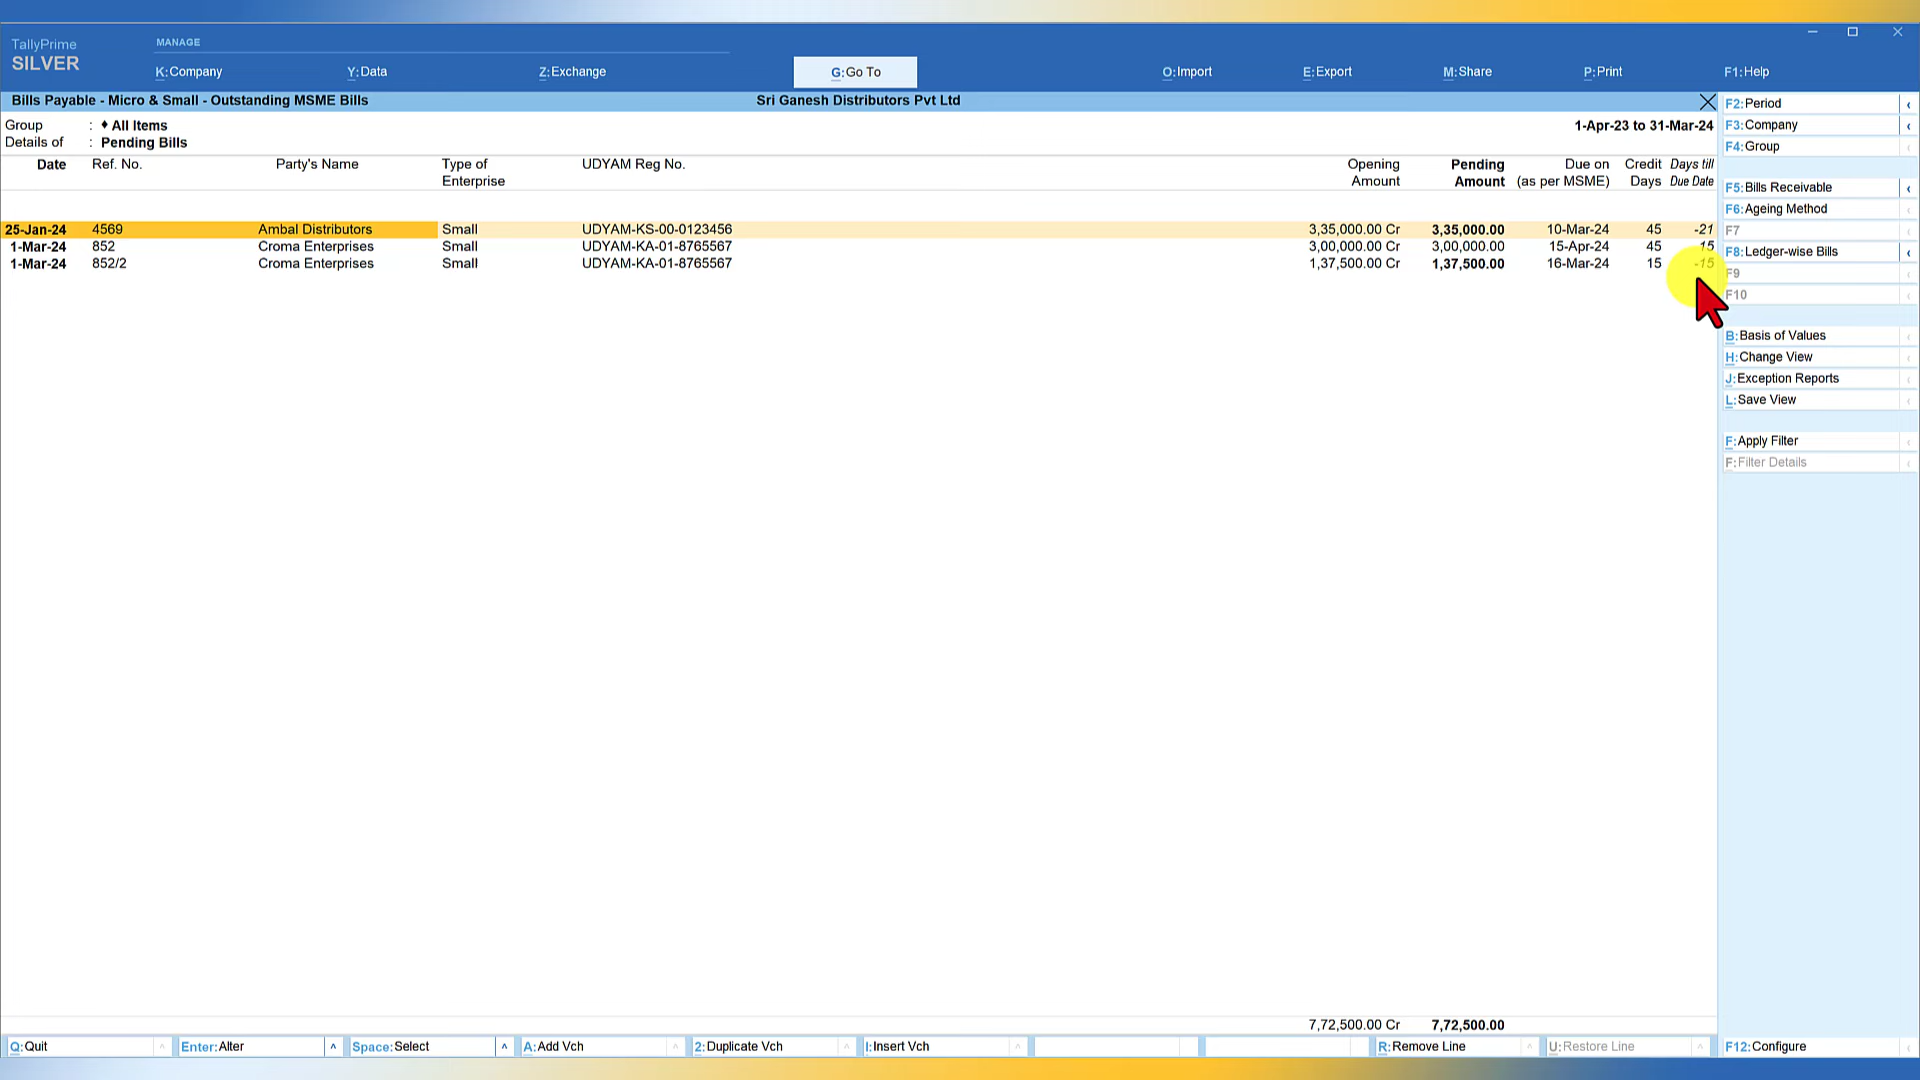 TallyPrime
SILVER
MANAGE
K:Company Y:Data Z:Exchange G:Go To O:Import E:Export M:Share P:Print F1:Help
Bills Payable - Micro & Small - Outstanding MSME Bills Sri Ganesh Distributors Pvt Ltd
Group : ♦ All Items 1-Apr-23 to 31-Mar-24
Details of : Pending Bills
Date Ref. No. Party's Name Type of UDYAM Reg No. Opening Pending Due on Credit Days till
Enterprise Amount Amount (as per MSME) Days Due Date
25-Jan-24 4569 Ambal Distributors Small UDYAM-KS-00-0123456 3,35,000.00 Cr 3,35,000.00 10-Mar-24 45 -21
1-Mar-24 852 Croma Enterprises Small UDYAM-KA-01-8765567 3,00,000.00 Cr 3,00,000.00 15-Apr-24 45 15
1-Mar-24 852/2 Croma Enterprises Small UDYAM-KA-01-8765567 1,37,500.00 Cr 1,37,500.00 16-Mar-24 15 -15
7,72,500.00 Cr 7,72,500.00
F2:Period
F3:Company
F4:Group
F5:Bills Receivable
F6:Ageing Method
F7
F8:Ledger-wise Bills
F9
F10
B:Basis of Values
H:Change View
J:Exception Reports
L:Save View
F:Apply Filter
F:Filter Details
Q:Quit Enter:Alter Space:Select A:Add Vch 2:Duplicate Vch I:Insert Vch R:Remove Line U:Restore Line F12:Configure